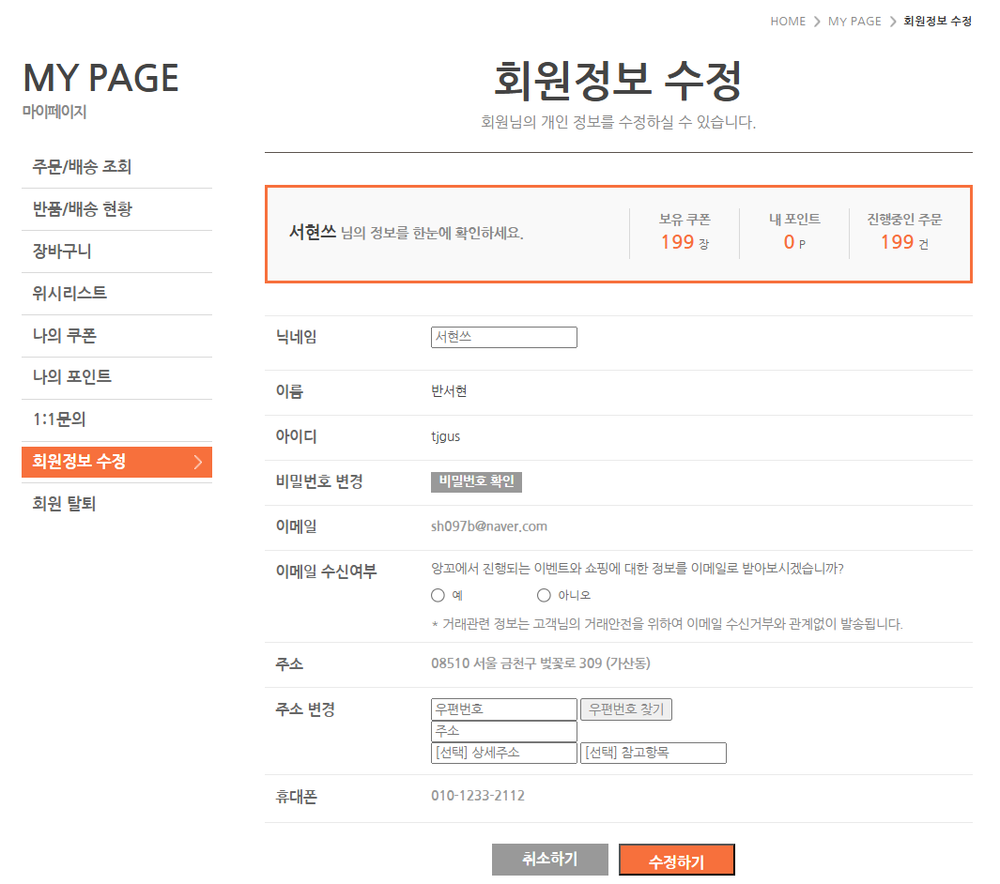 HOME > MY PAGE > 회원정보 수정
MY PAGE
마이페이지
주문/배송 조회
반품/배송 현황
장바구니
위시리스트
나의 쿠폰
나의 포인트
1:1문의
회원정보 수정
회원 탈퇴
회원정보 수정
회원님의 개인 정보를 수정하실 수 있습니다.
서현쓰 님의 정보를 한눈에 확인하세요.
보유 쿠폰
199 장
내 포인트
0 P
진행중인 주문
199 건
닉네임 서현쓰
이름 반서현
아이디 tjgus
비밀번호 변경 비밀번호 확인
이메일 sh097b@naver.com
이메일 수신여부 앙꼬에서 진행되는 이벤트와 쇼핑에 대한 정보를 이메일로 받아보시겠습니까?
예 아니오
* 거래관련 정보는 고객님의 거래안전을 위하여 이메일 수신거부와 관계없이 발송됩니다.
주소 08510 서울 금천구 벚꽃로 309 (가산동)
주소 변경 우편번호 우편번호 찾기
주소
[선택] 상세주소 [선택] 참고항목
휴대폰 010-1233-2112
취소하기 수정하기